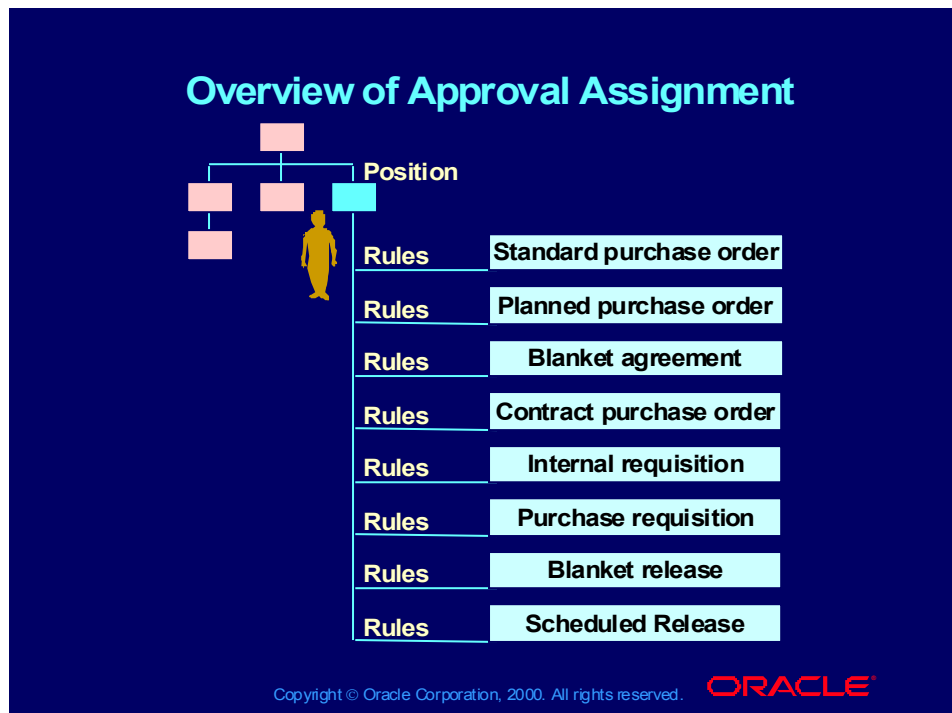 Overview of Approval Assignment
Position
Rules Standard purchase order
Rules Planned purchase order
Rules Blanket agreement
Rules Contract purchase order
Rules Internal requisition
Rules Purchase requisition
Rules Blanket release
Rules Scheduled Release
Copyright © Oracle Corporation, 2000. All rights reserved. ORACLE®